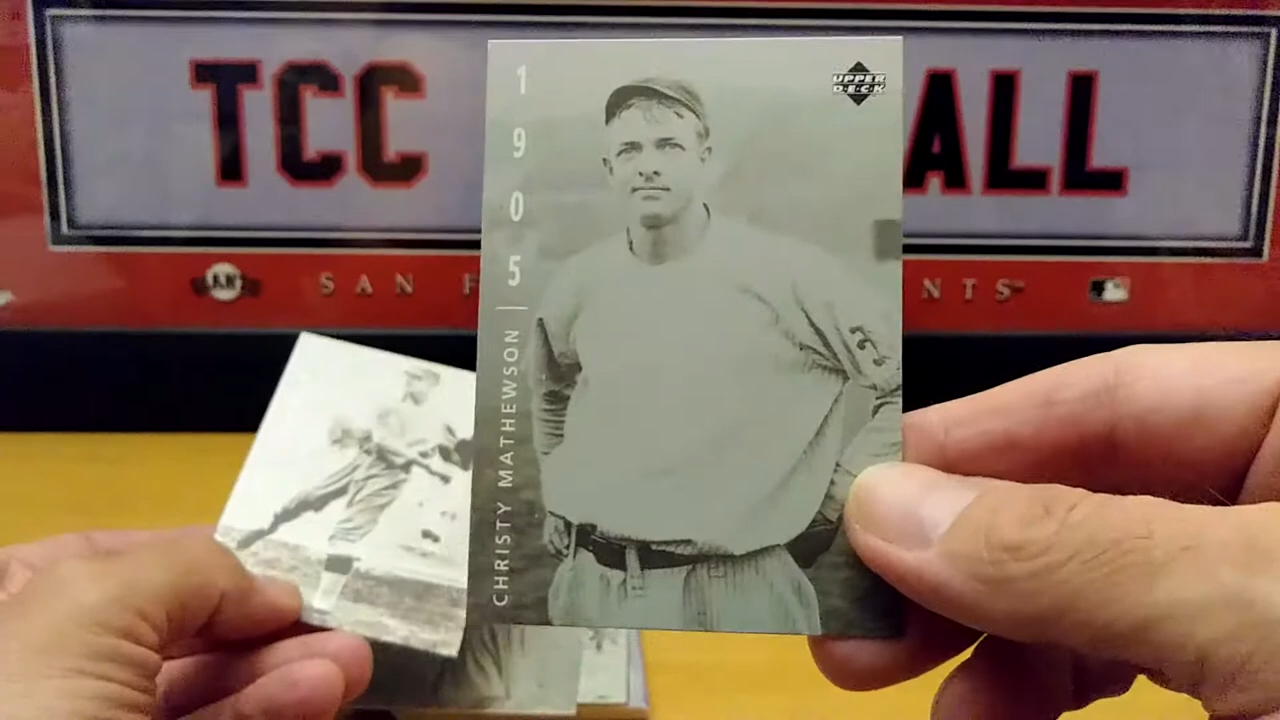 TCC ALL
SAN F NTS
1905 | CHRISTY MATHEWSON
UPPER
DECK